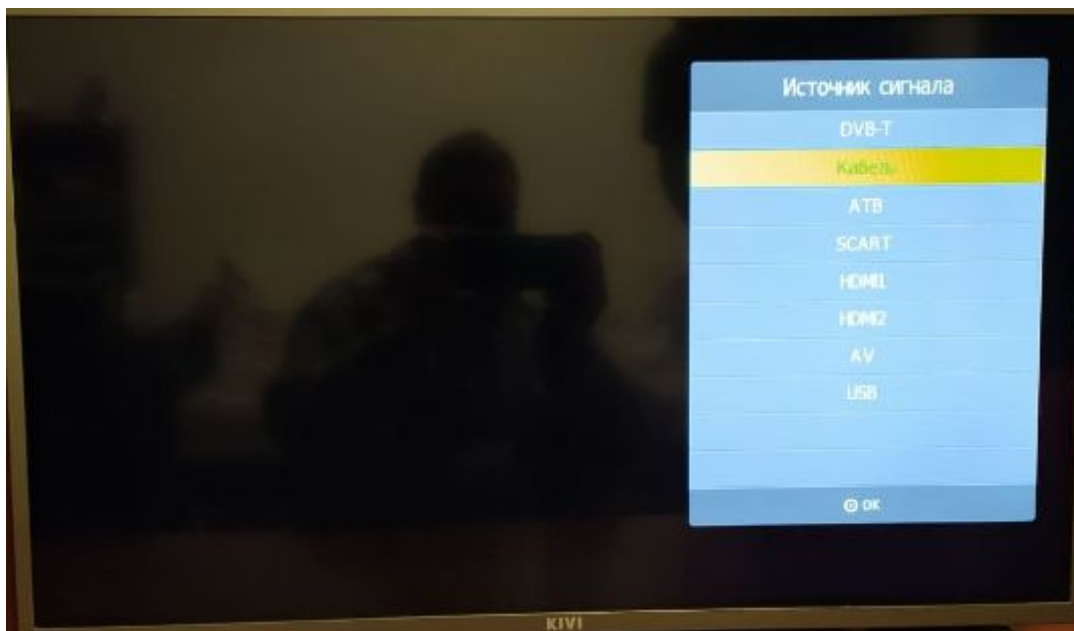 Источник сигнала
DVB-T
Кабель
АТВ
SCART
HDMI1
HDMI2
AV
USB
OK
KIVI